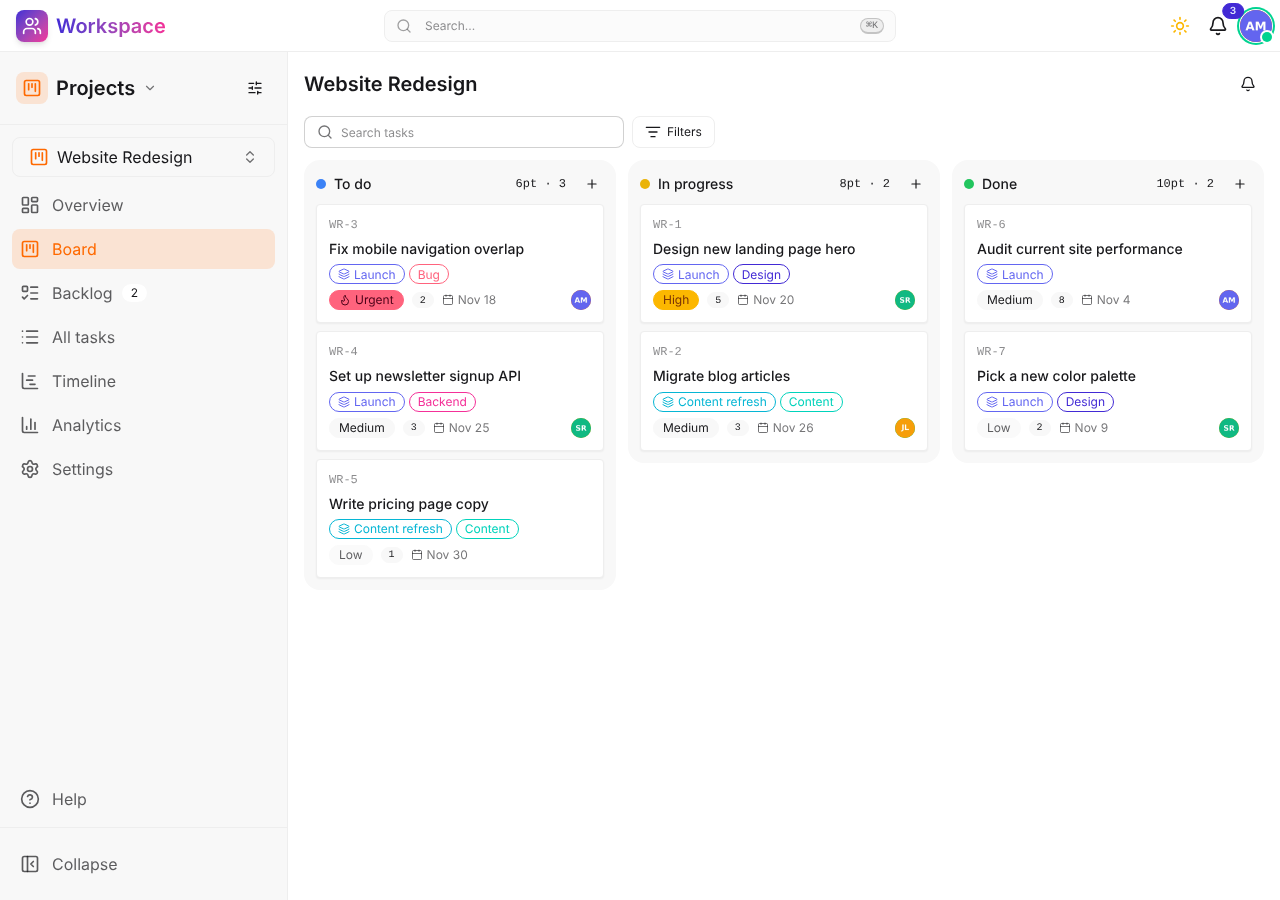 Workspace
Search...
⌘K
3
AM
Projects
Website Redesign
Overview
Board
Backlog 2
All tasks
Timeline
Analytics
Settings
Help
Collapse
Website Redesign
Search tasks
Filters
To do 6pt · 3
WR-3
Fix mobile navigation overlap
Launch Bug
Urgent 2 Nov 18 AM
WR-4
Set up newsletter signup API
Launch Backend
Medium 3 Nov 25 SR
WR-5
Write pricing page copy
Content refresh Content
Low 1 Nov 30
In progress 8pt · 2
WR-1
Design new landing page hero
Launch Design
High 5 Nov 20 SR
WR-2
Migrate blog articles
Content refresh Content
Medium 3 Nov 26 JL
Done 10pt · 2
WR-6
Audit current site performance
Launch
Medium 8 Nov 4 AM
WR-7
Pick a new color palette
Launch Design
Low 2 Nov 9 SR